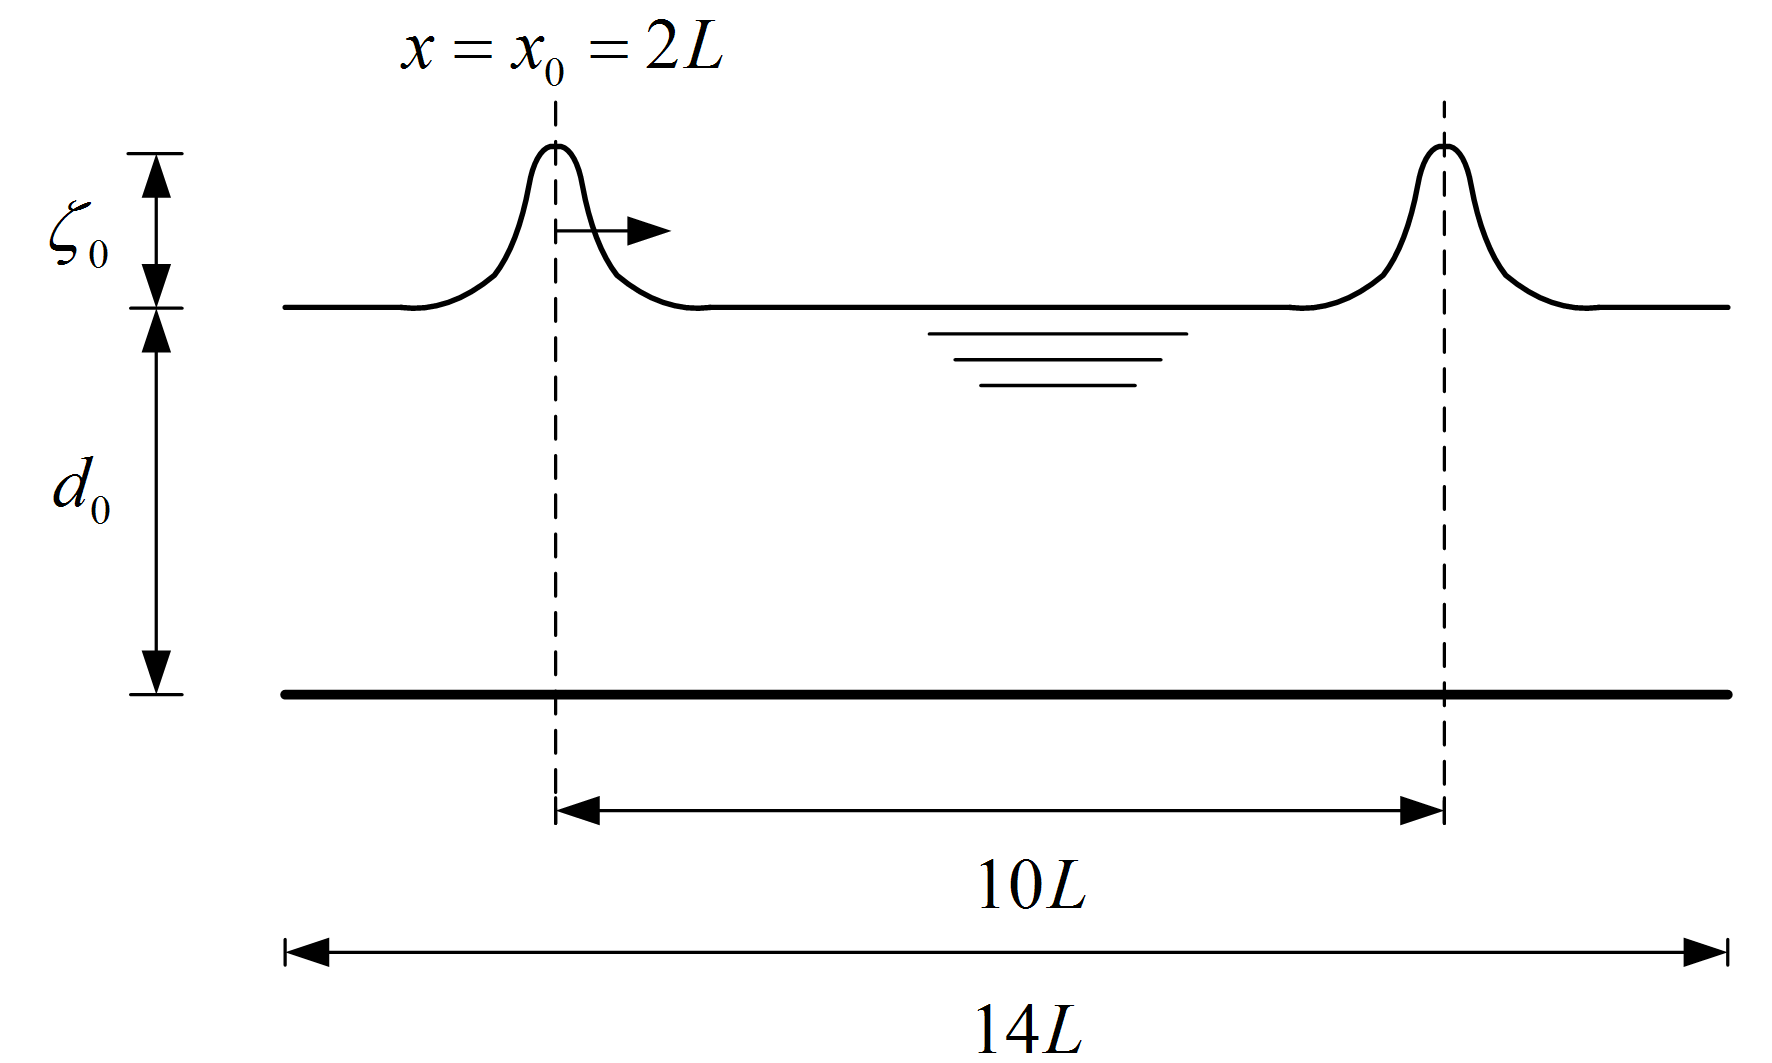 x = x₀ = 2L
ζ₀
d₀
10L
14L